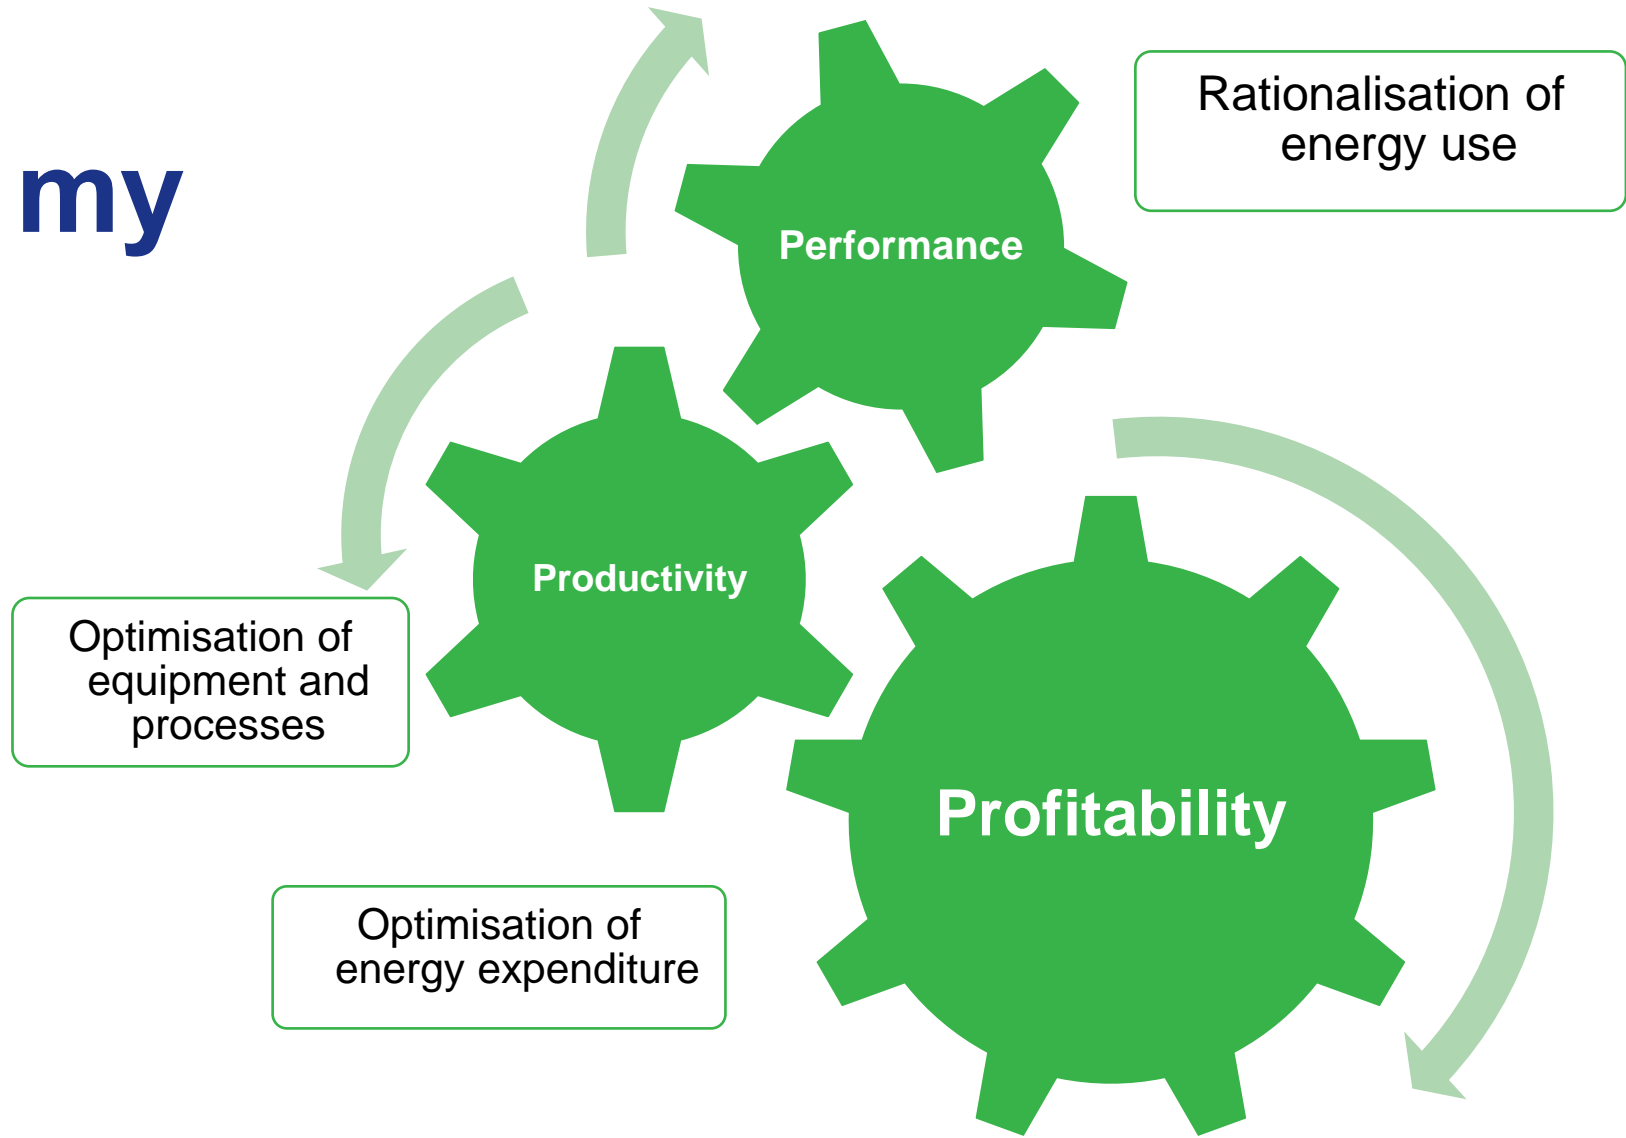 Rationalisation of
energy use
my
Performance
Productivity
Optimisation of
equipment and
processes
Profitability
Optimisation of
energy expenditure